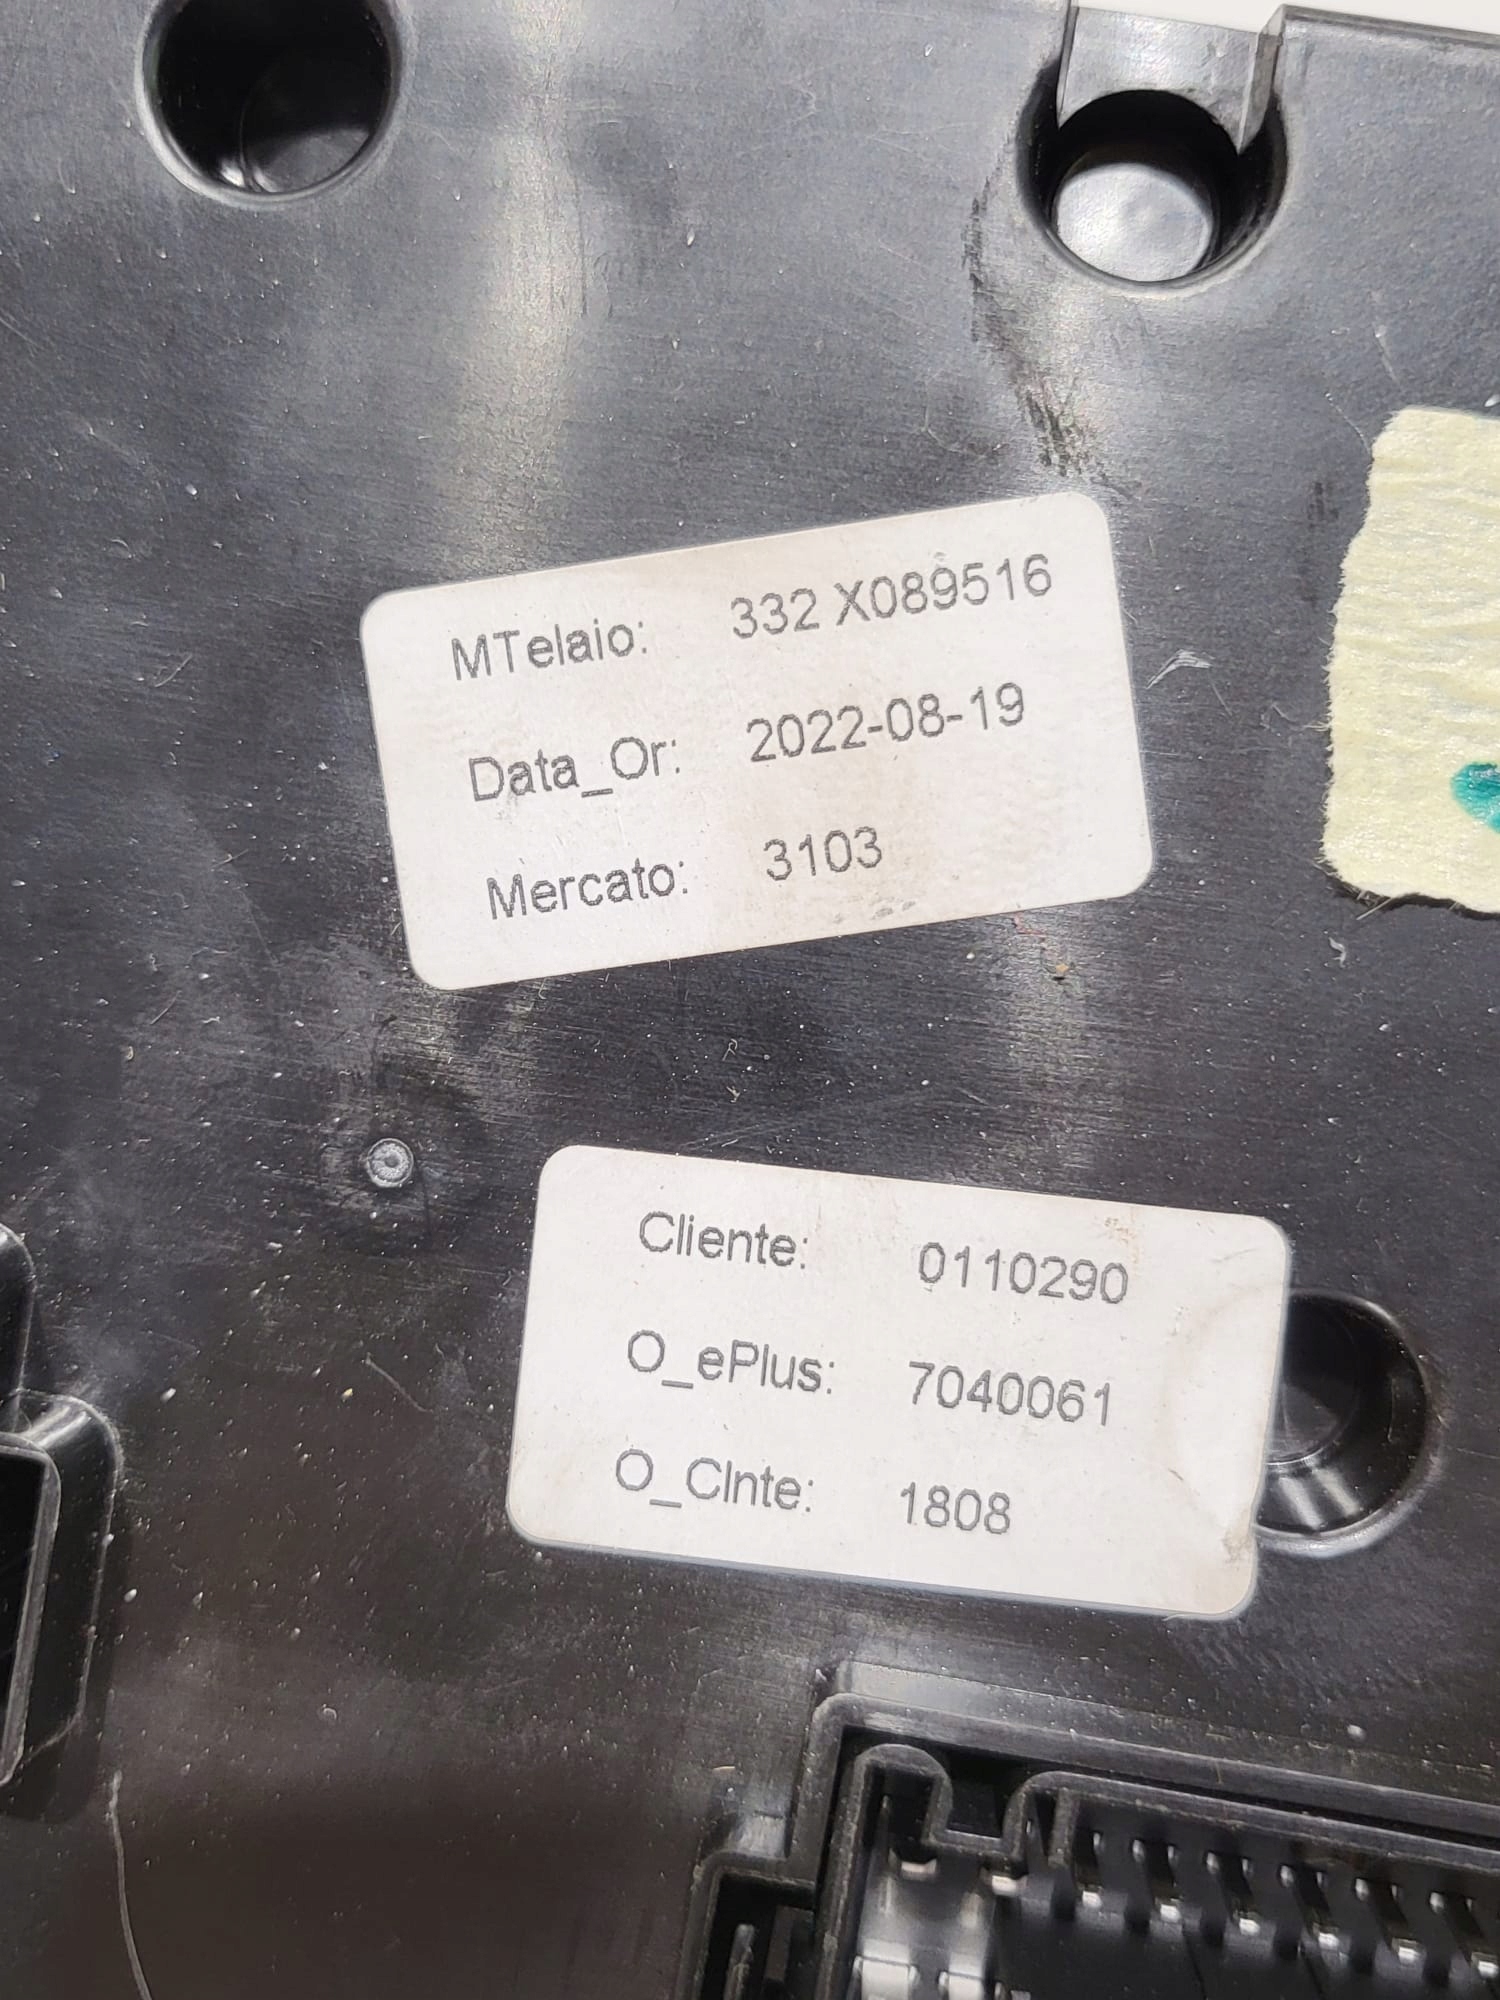 MTelaio: 332 X089516
Data_Or: 2022-08-19
Mercato: 3103
Cliente: 0110290
O_ePlus: 7040061
O_Clnte: 1808